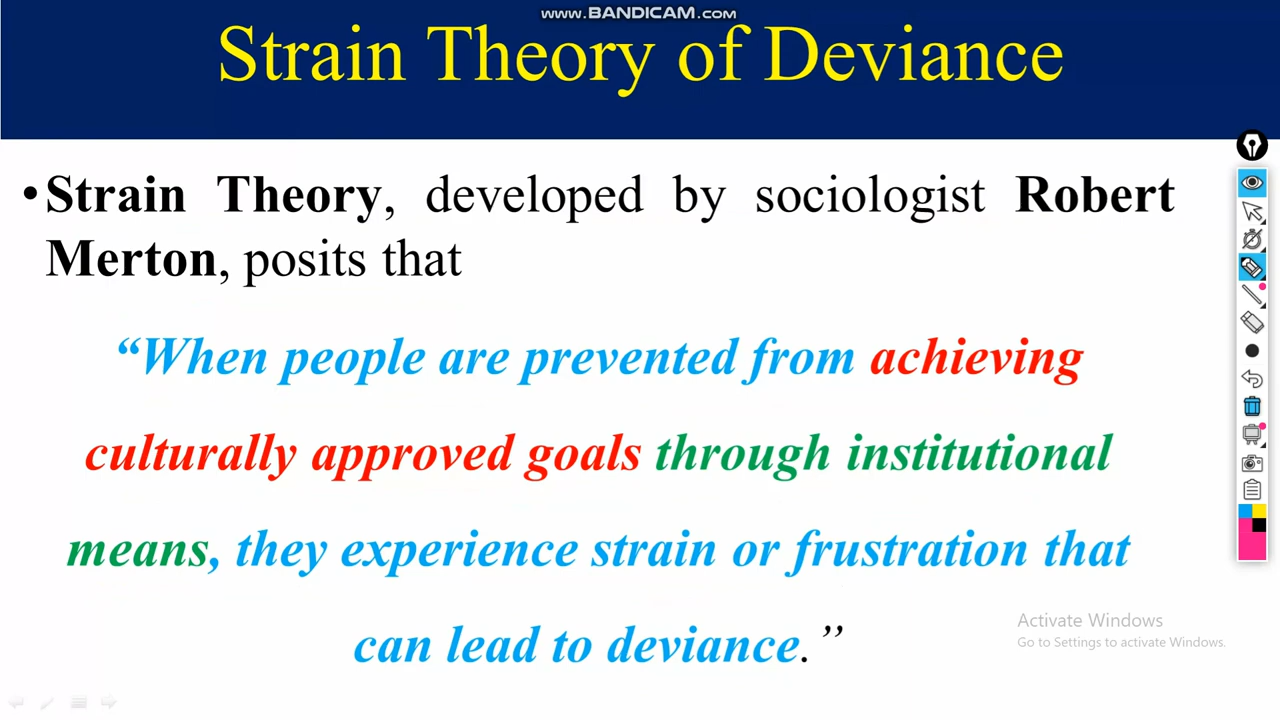 www.BANDICAM.com
Strain Theory of Deviance
•Strain Theory, developed by sociologist Robert
Merton, posits that
“When people are prevented from achieving
culturally approved goals through institutional
means, they experience strain or frustration that
can lead to deviance.”
Activate Windows
Go to Settings to activate Windows.